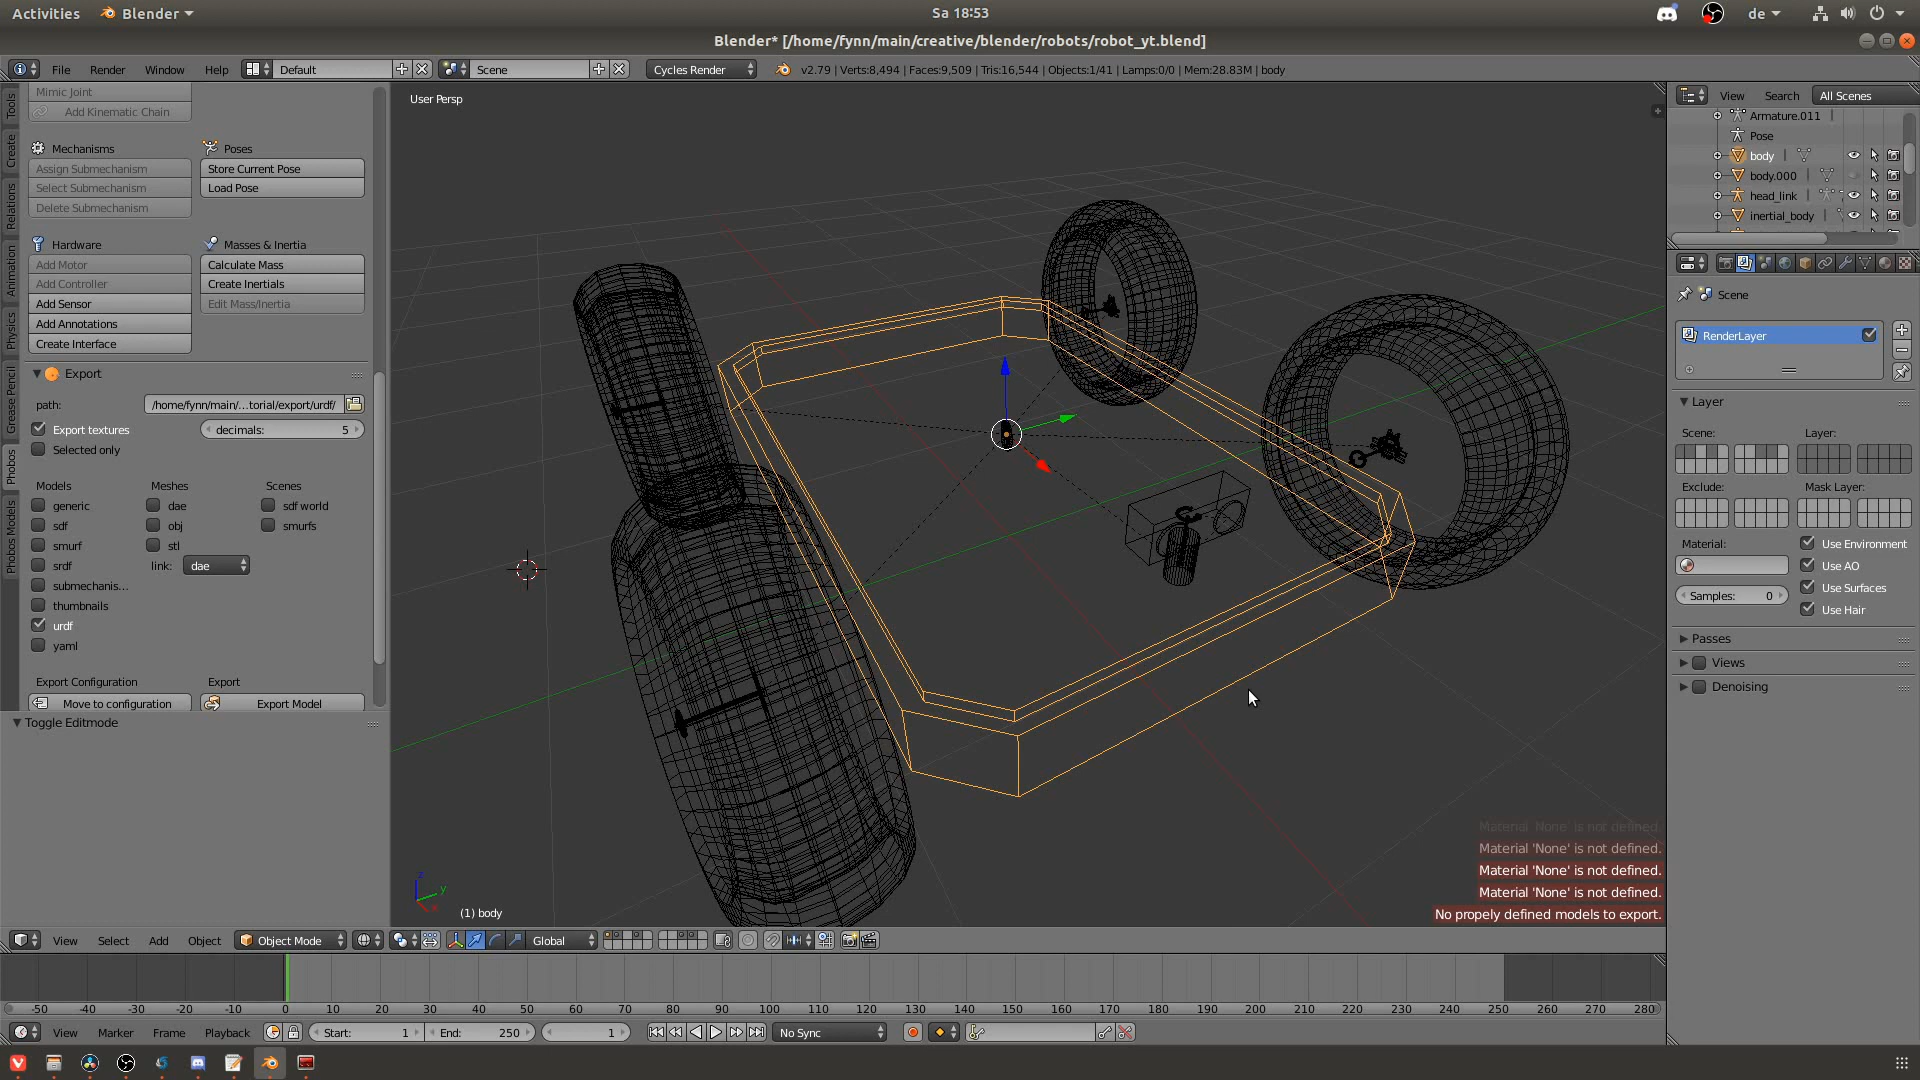 Activities Blender Sa 18:53 de
Blender* [/home/fynn/main/creative/blender/robots/robot_yt.blend]
File Render Window Help Default Scene Cycles Render v2.79 | Verts:8,494 | Faces:9,509 | Tris:16,544 | Objects:1/41 | Lamps:0/0 | Mem:28.83M | body
Tools
Create
Relations
Animation
Physics
Grease Pencil
Phobos
Phobos Models
Mimic Joint
Add Kinematic Chain
Mechanisms Poses
Assign Submechanism Store Current Pose
Select Submechanism Load Pose
Delete Submechanism
Hardware Masses & Inertia
Add Motor Calculate Mass
Add Controller Create Inertials
Add Sensor Edit Mass/Inertia
Add Annotations
Create Interface
Export
path: /home/fynn/main/...torial/export/urdf/
Export textures decimals: 5
Selected only
Models Meshes Scenes
generic dae sdf world
sdf obj smurfs
smurf stl
srdf link: dae
submechanis...
thumbnails
urdf
yaml
Export Configuration Export
Move to configuration Export Model
Toggle Editmode
User Persp
z
y
x
(1) body
Material 'None' is not defined.
Material 'None' is not defined.
Material 'None' is not defined.
Material 'None' is not defined.
No propely defined models to export.
View Search All Scenes
Armature.011
Pose
body
body.000
head_link
inertial_body
Scene
RenderLayer
Layer
Scene: Layer:
Exclude: Mask Layer:
Material: Use Environment
Use AO
Use Surfaces
Samples: 0
Use Hair
Passes
Views
Denoising
View Select Add Object Object Mode Global
-50 -40 -30 -20 -10 0 10 20 30 40 50 60 70 80 90 100 110 120 130 140 150 160 170 180 190 200 210 220 230 240 250 260 270 280
View Marker Frame Playback Start: 1 End: 250 1 No Sync